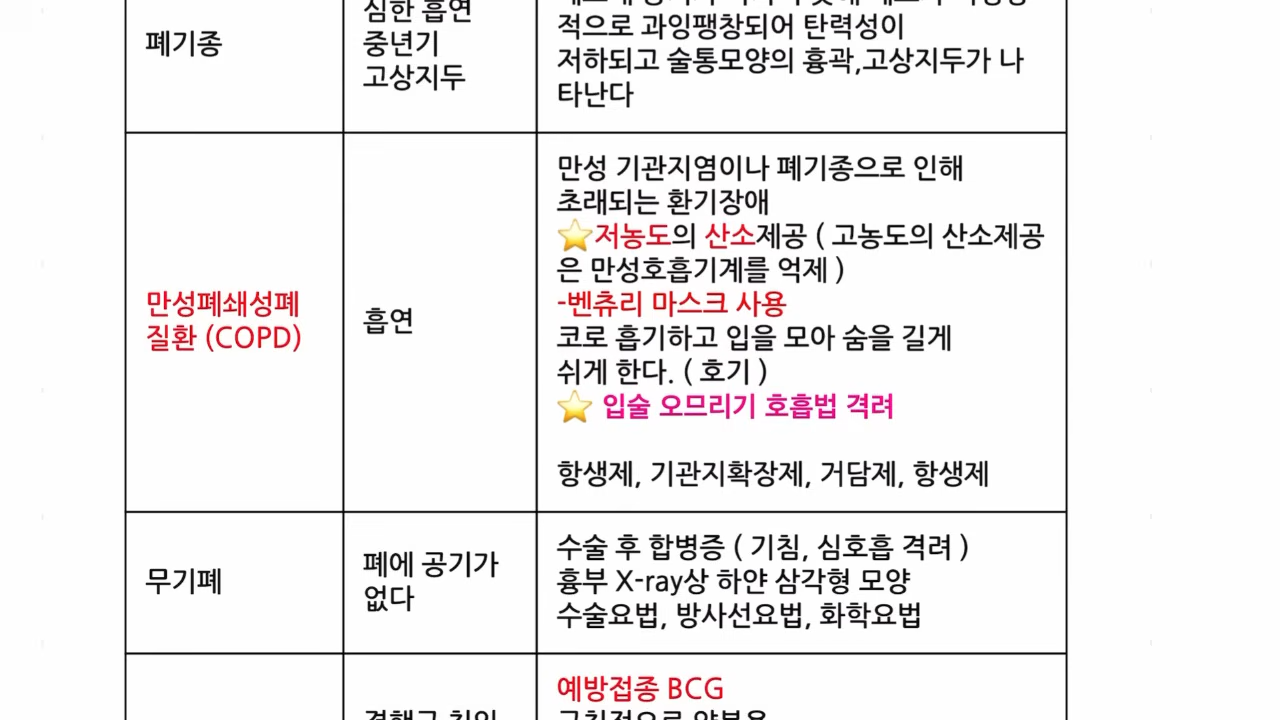 심한 흡연
폐기종
중년기
고상지두
적으로 과잉팽창되어 탄력성이
저하되고 술통모양의 흉곽,고상지두가 나
타난다
만성폐쇄성폐
질환 (COPD)
흡연
만성 기관지염이나 폐기종으로 인해
초래되는 환기장애
⭐저농도의 산소제공 ( 고농도의 산소제공
은 만성호흡기계를 억제 )
-벤츄리 마스크 사용
코로 흡기하고 입을 모아 숨을 길게
쉬게 한다. ( 호기 )
⭐ 입술 오므리기 호흡법 격려
항생제, 기관지확장제, 거담제, 항생제
무기폐
폐에 공기가
없다
수술 후 합병증 ( 기침, 심호흡 격려 )
흉부 X-ray상 하얀 삼각형 모양
수술요법, 방사선요법, 화학요법
예방접종 BCG